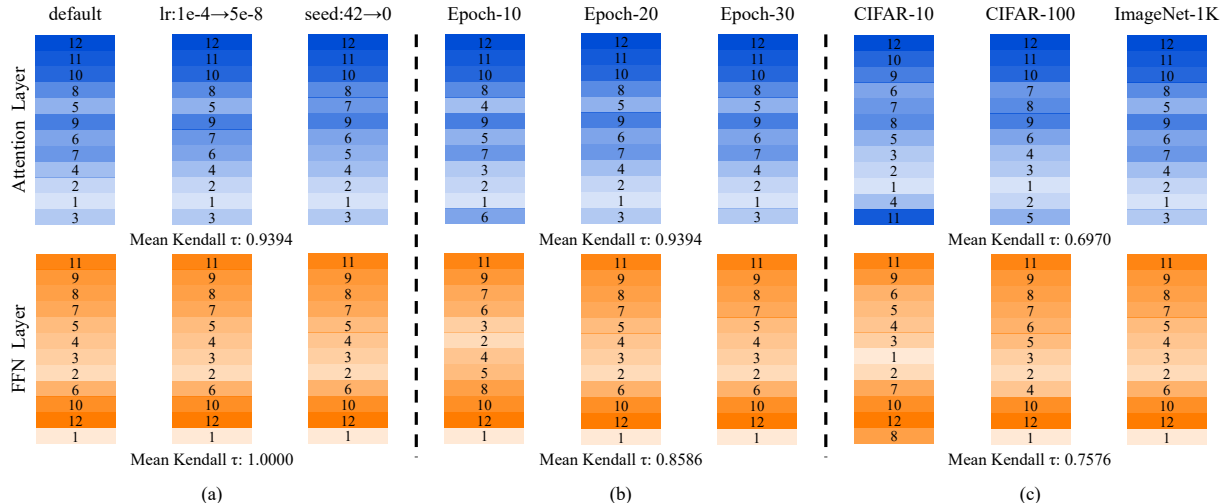 default lr:1e-4→5e-8 seed:42→0 Epoch-10 Epoch-20 Epoch-30 CIFAR-10 CIFAR-100 ImageNet-1K
Attention Layer
12 12 12 12 12 12 12 12 12
11 11 11 11 11 11 10 11 11
10 10 10 10 10 10 9 10 10
8 8 8 8 8 8 6 7 8
5 5 7 4 5 5 7 8 5
9 9 9 9 9 9 8 9 9
6 7 6 5 6 6 5 6 6
7 6 5 7 7 7 3 4 7
4 4 4 3 4 4 2 3 4
2 2 2 2 2 2 1 1 2
1 1 1 1 1 1 4 2 1
3 3 3 6 3 3 11 5 3
Mean Kendall τ: 0.9394 Mean Kendall τ: 0.9394 Mean Kendall τ: 0.6970
FFN Layer
11 11 11 11 11 11 11 11 11
9 9 9 9 9 9 9 9 9
8 8 8 7 8 8 6 8 8
7 7 7 6 7 7 5 7 7
5 5 5 3 5 5 4 6 5
4 4 4 2 4 4 3 5 4
3 3 3 4 3 3 1 3 3
2 2 2 5 2 2 2 2 2
6 6 6 8 6 6 7 4 6
10 10 10 10 10 10 10 10 10
12 12 12 12 12 12 12 12 12
1 1 1 1 1 1 8 1 1
Mean Kendall τ: 1.0000 Mean Kendall τ: 0.8586 Mean Kendall τ: 0.7576
(a) (b) (c)